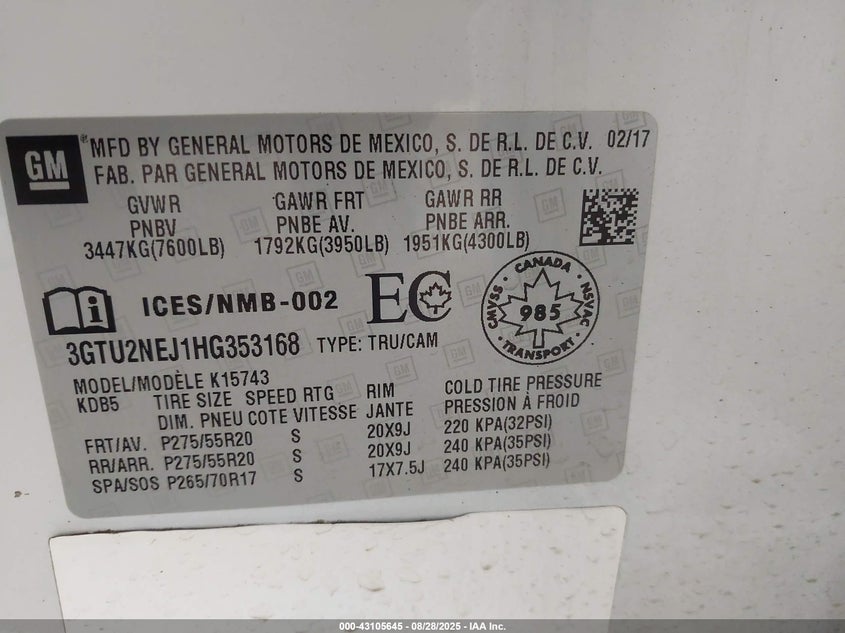 GM
® MFD BY GENERAL MOTORS DE MEXICO, S. DE R.L. DE C.V. 02/17
FAB. PAR GENERAL MOTORS DE MEXICO, S. DE R.L. DE C.V.
GVWR GAWR FRT GAWR RR
PNBV PNBE AV. PNBE ARR.
3447KG(7600LB) 1792KG(3950LB) 1951KG(4300LB)
i ICES/NMB-002 EC
CANADA
CMVSS 985 NSVAC
TRANSPORT
3GTU2NEJ1HG353168 TYPE: TRU/CAM
MODEL/MODÈLE K15743
KDB5 TIRE SIZE SPEED RTG RIM COLD TIRE PRESSURE
DIM. PNEU COTE VITESSE JANTE PRESSION À FROID
FRT/AV. P275/55R20 S 20X9J 220 KPA(32PSI)
RR/ARR. P275/55R20 S 20X9J 240 KPA(35PSI)
SPA/SOS P265/70R17 S 17X7.5J 240 KPA(35PSI)
000-43105645 - 08/28/2025 - IAA Inc.